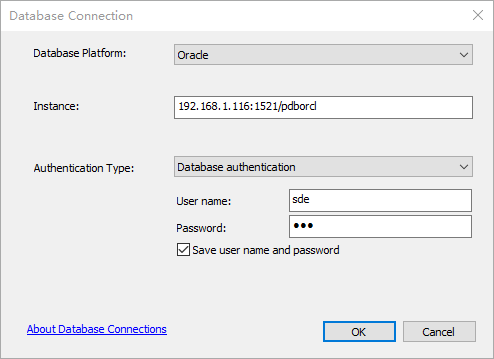 Database Connection
Database Platform:
Oracle
Instance:
192.168.1.116:1521/pdborcl
Authentication Type:
Database authentication
User name:
sde
Password:
●●●
Save user name and password
About Database Connections
OK
Cancel